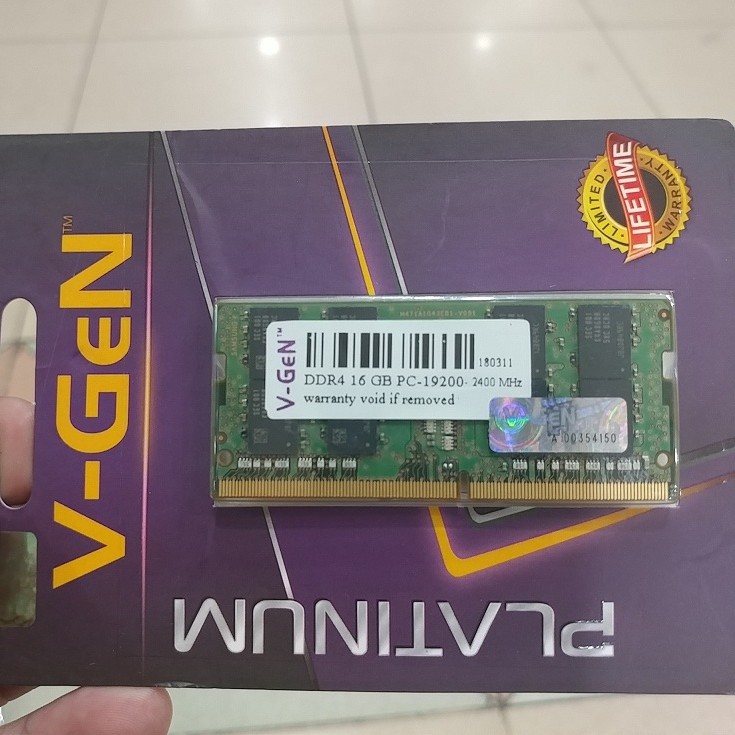 V-GeN™
LIMITED
LIFETIME
WARRANTY
V-GeN™
180311
DDR4 16 GB PC-19200- 2400 MHz
warranty void if removed
A 00354150
PLATINUM